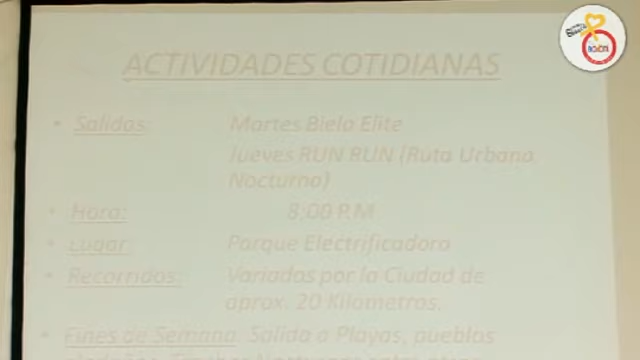 ACTIVIDADES COTIDIANAS
• Salidas: Martes Biela Elite
Jueves RUN RUN (Ruta Urbana
Nocturna)
• Hora: 8:00 P.M
• Lugar: Parque Electrificadora
• Recorridos: Variados por la Ciudad de
aprox. 20 Kilometros.
• Fines de Semana: Salida a Playas, pueblos